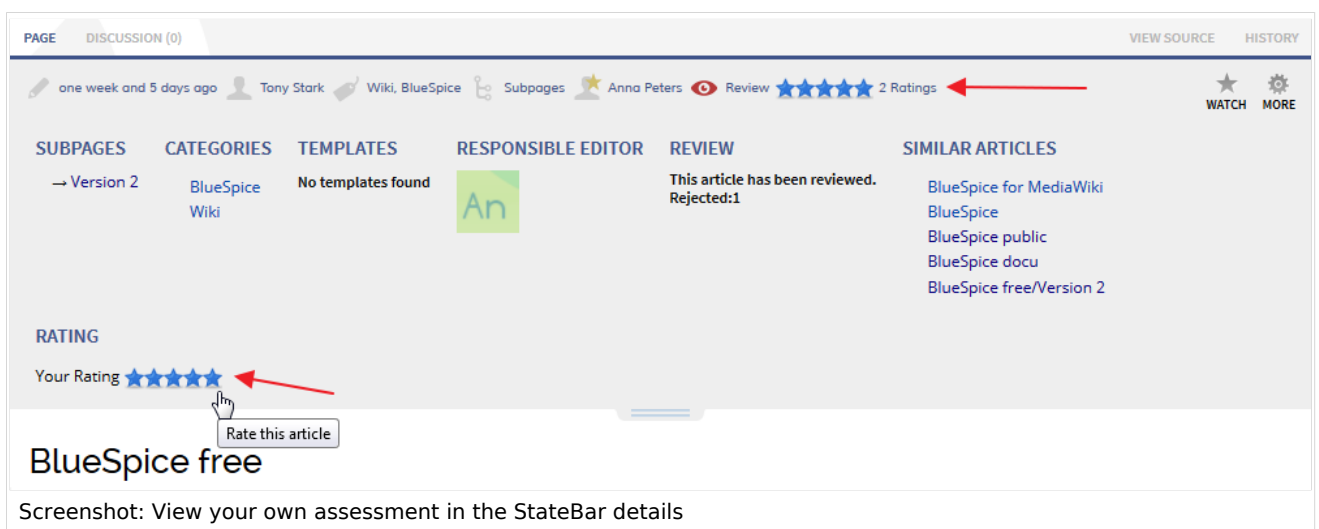 PAGE DISCUSSION (0) VIEW SOURCE HISTORY
one week and 5 days ago Tony Stark Wiki, BlueSpice Subpages Anna Peters Review 2 Ratings
WATCH MORE
SUBPAGES CATEGORIES TEMPLATES RESPONSIBLE EDITOR REVIEW SIMILAR ARTICLES
→ Version 2
BlueSpice
Wiki
No templates found
An
This article has been reviewed.
Rejected:1
BlueSpice for MediaWiki
BlueSpice
BlueSpice public
BlueSpice docu
BlueSpice free/Version 2
RATING
Your Rating
Rate this article
BlueSpice free
Screenshot: View your own assessment in the StateBar details